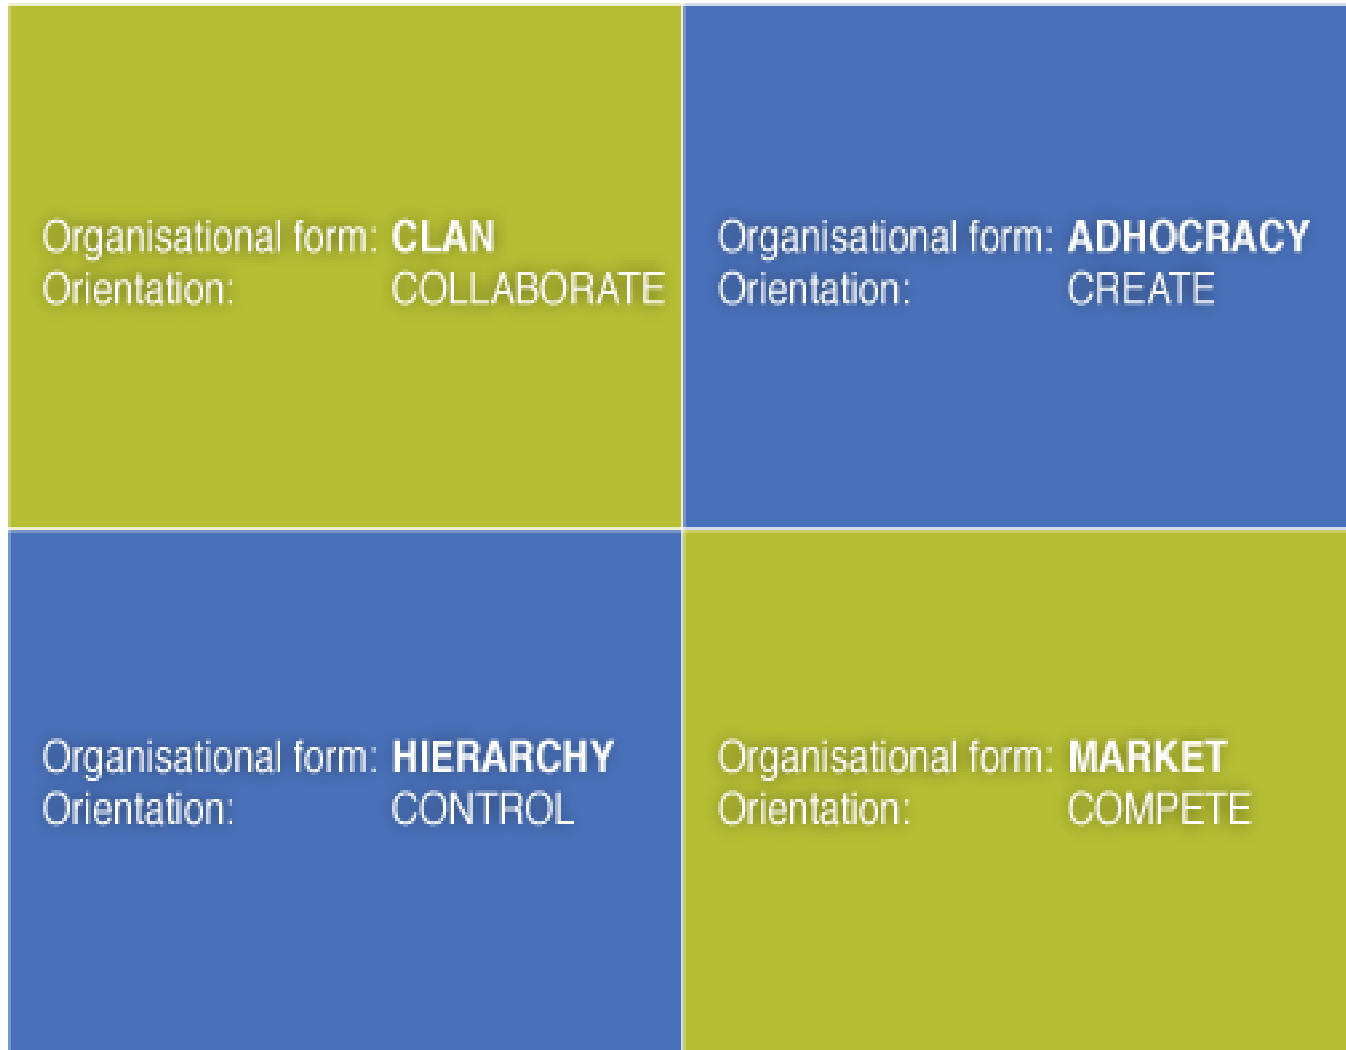 Organisational form: CLAN
Orientation: COLLABORATE
Organisational form: ADHOCRACY
Orientation: CREATE
Organisational form: HIERARCHY
Orientation: CONTROL
Organisational form: MARKET
Orientation: COMPETE